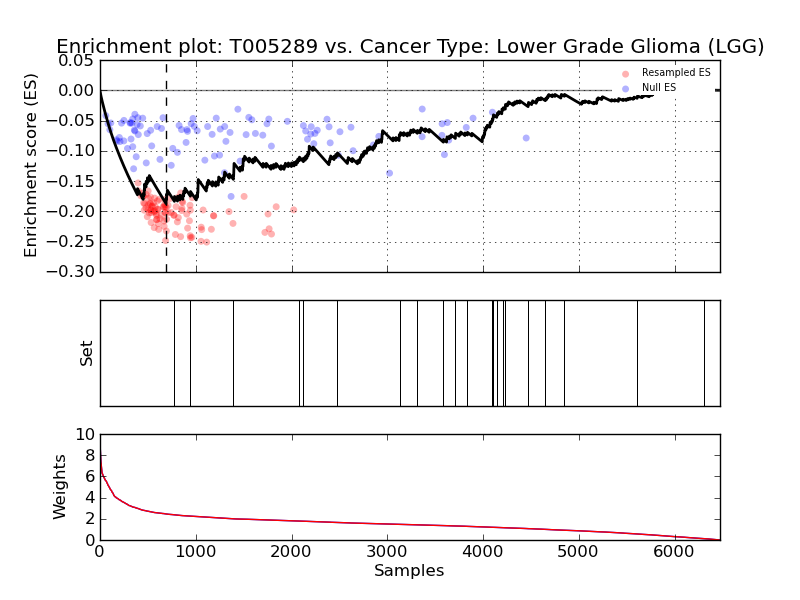 Enrichment plot: T005289 vs. Cancer Type: Lower Grade Glioma (LGG)
Enrichment score (ES)
0.05
0.00
−0.05
−0.10
−0.15
−0.20
−0.25
−0.30
Resampled ES
Null ES
Set
Weights
10
8
6
4
2
0
0 1000 2000 3000 4000 5000 6000
Samples